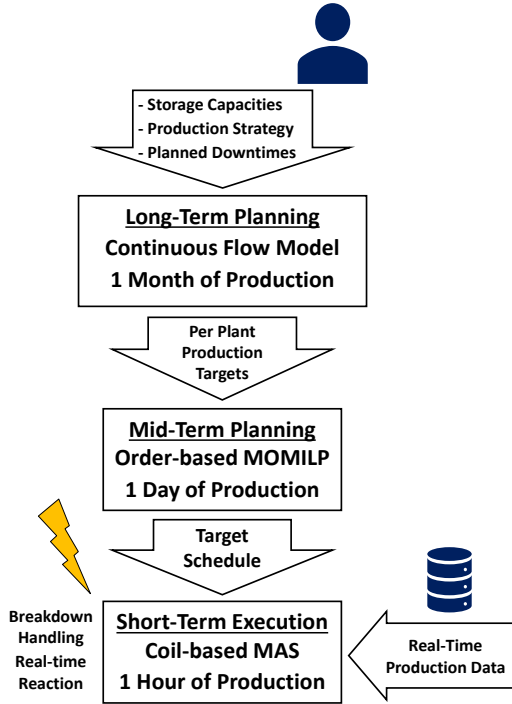 - Storage Capacities
- Production Strategy
- Planned Downtimes
Long-Term Planning
Continuous Flow Model
1 Month of Production
Per Plant
Production
Targets
Mid-Term Planning
Order-based MOMILP
1 Day of Production
Target
Schedule
Breakdown
Handling
Real-time
Reaction
Short-Term Execution
Coil-based MAS
1 Hour of Production
Real-Time
Production Data